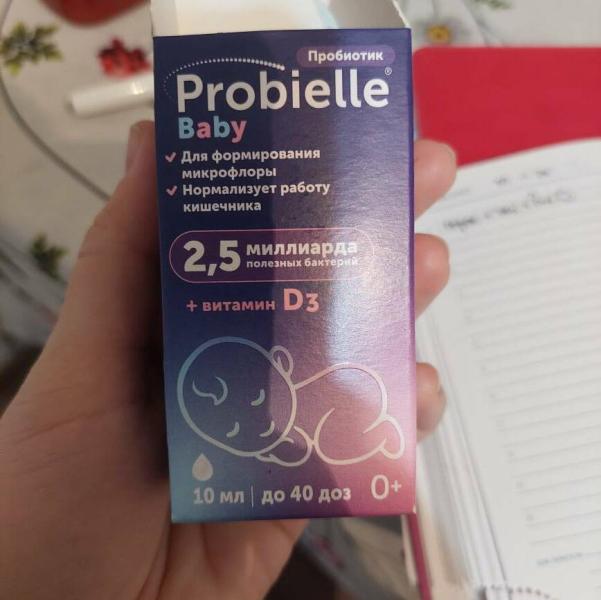 Пробиотик
Probielle®
Baby
Для формирования
микрофлоры
Нормализует работу
кишечника
2,5 миллиарда
полезных бактерий
+ витамин D3
10 мл | до 40 доз 0+